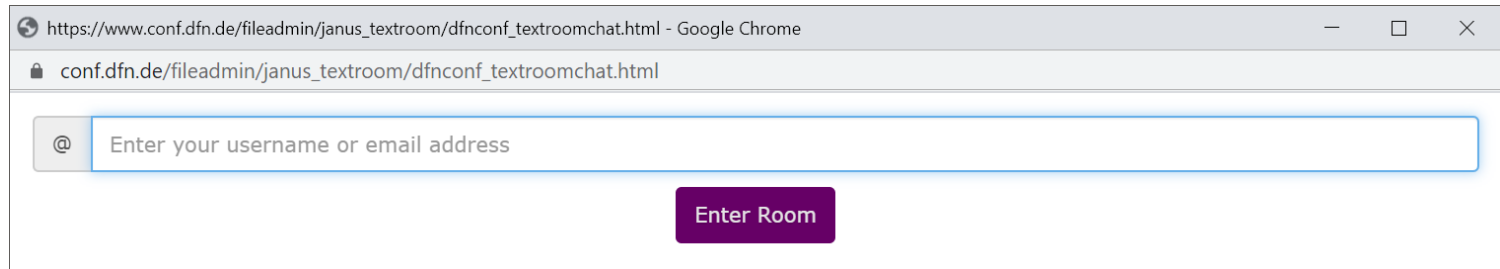 https://www.conf.dfn.de/fileadmin/janus_textroom/dfnconf_textroomchat.html - Google Chrome
conf.dfn.de/fileadmin/janus_textroom/dfnconf_textroomchat.html
@ Enter your username or email address
Enter Room